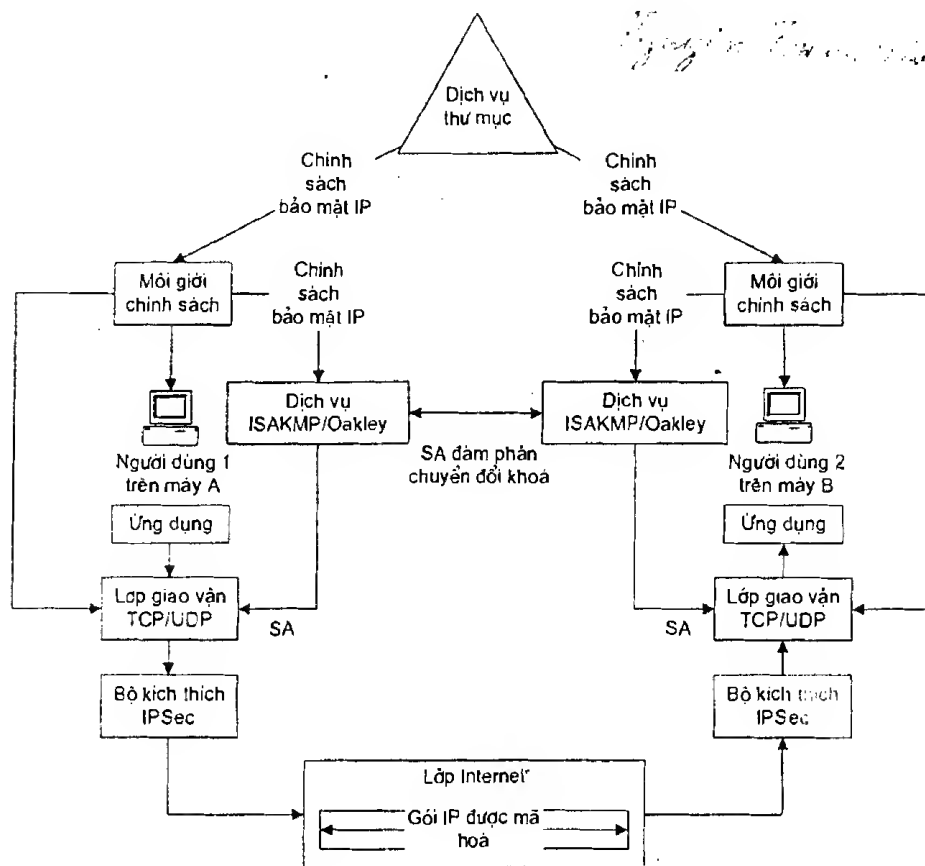 Dịch vụ
thư mục
Chính
sách
bảo mật IP
Chính
sách
bảo mật IP
Môi giới
chính sách
Chính
sách
bảo mật IP
Chính
sách
bảo mật IP
Môi giới
chính sách
Dịch vụ
ISAKMP/Oakley
Dịch vụ
ISAKMP/Oakley
SA đàm phán
chuyển đổi khoá
Người dùng 1
trên máy A
Người dùng 2
trên máy B
Ứng dụng
Ứng dụng
Lớp giao vận
TCP/UDP
SA
SA
Lớp giao vận
TCP/UDP
Bộ kích thích
IPSec
Bộ kích thích
IPSec
Lớp Internet
Gói IP được mã
hoá